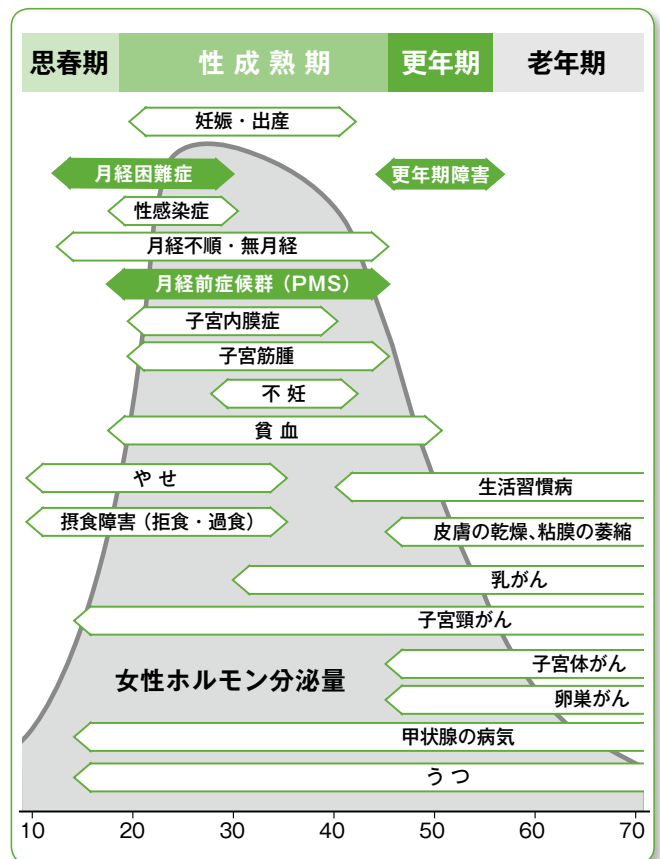 思春期
性成熟期
更年期
老年期
妊娠・出産
月経困難症
更年期障害
性感染症
月経不順・無月経
月経前症候群（PMS）
子宮内膜症
子宮筋腫
不妊
貧血
やせ
生活習慣病
摂食障害（拒食・過食）
皮膚の乾燥、粘膜の萎縮
乳がん
子宮頸がん
子宮体がん
女性ホルモン分泌量
卵巣がん
甲状腺の病気
うつ
10 20 30 40 50 60 70